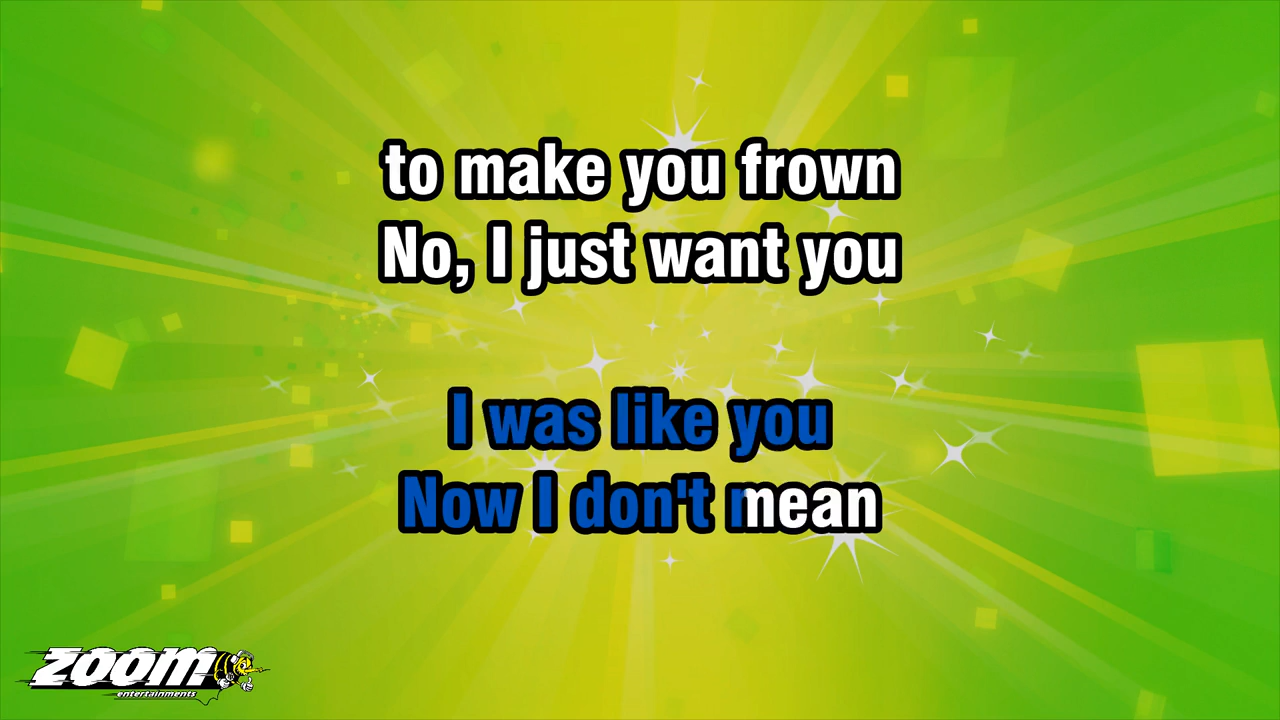 to make you frown
No, I just want you
I was like you
Now I don't mean
ZOOM
entertainments